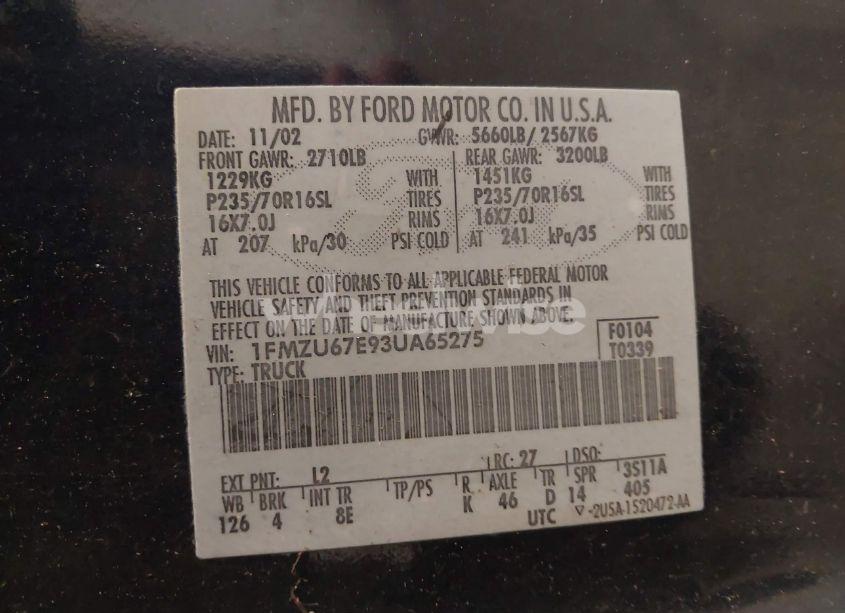 MFD. BY FORD MOTOR CO. IN U.S.A.
DATE: 11/02 GVWR: 5660LB/ 2567KG
FRONT GAWR: 2710LB REAR GAWR: 3200LB
1229KG WITH 1451KG WITH
P235/70R16SL TIRES P235/70R16SL TIRES
16X7.0J RIMS 16X7.0J RIMS
AT 207 kPa/30 PSI COLD AT 241 kPa/35 PSI COLD
THIS VEHICLE CONFORMS TO ALL APPLICABLE FEDERAL MOTOR
VEHICLE SAFETY AND THEFT PREVENTION STANDARDS IN
EFFECT ON THE DATE OF MANUFACTURE SHOWN ABOVE.
VIN: 1FMZU67E93UA65275 F0104
TYPE: TRUCK T0339
EXT PNT: L2 RC: 27 DSO:
WB BRK INT TR TP/PS R AXLE TR SPR 3S11A
126 4 8E K 46 D 14 405
UTC ▽-2USA-1520472-AA